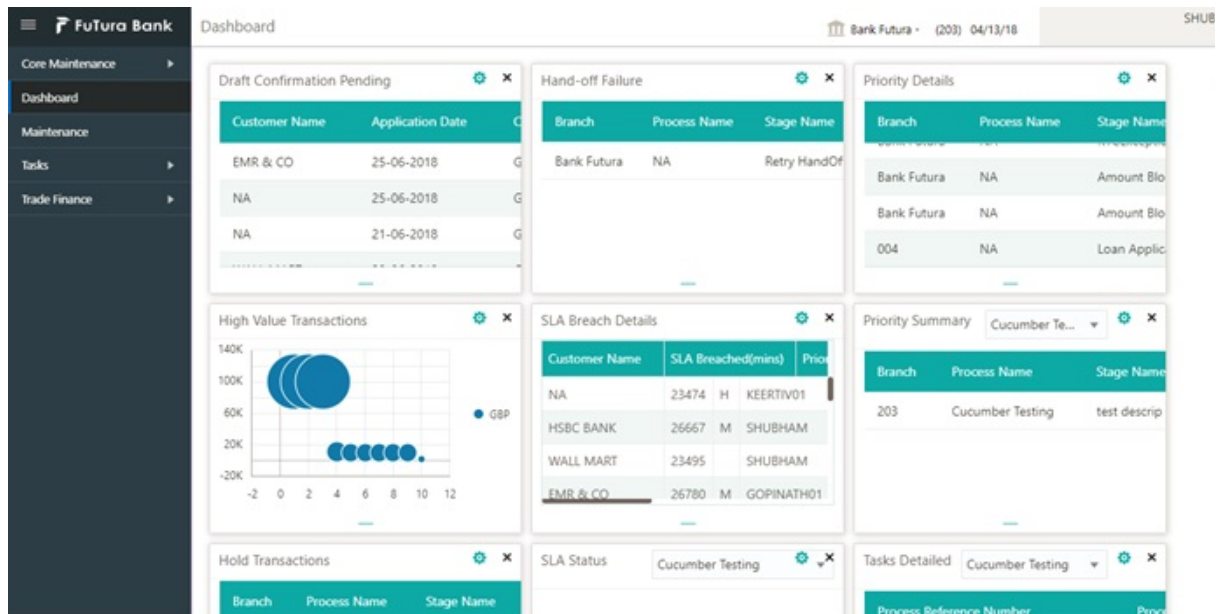 FuTura Bank
Dashboard
Bank Futura - (203) 04/13/18
SHUB
Core Maintenance
Dashboard
Maintenance
Tasks
Trade Finance
Draft Confirmation Pending
Customer Name Application Date C
EMR & CO 25-06-2018 G
NA 25-06-2018 G
NA 21-06-2018 G
Hand-off Failure
Branch Process Name Stage Name
Bank Futura NA Retry HandOf
Priority Details
Branch Process Name Stage Name
Bank Futura NA Amount Blo
Bank Futura NA Amount Blo
004 NA Loan Applic
High Value Transactions
140K
100K
60K
20K
-20K
-2 0 2 4 6 8 10 12
GBP
SLA Breach Details
Customer Name SLA Breached(mins) Prior
NA 23474 H KEERTIV01
HSBC BANK 26667 M SHUBHAM
WALL MART 23495 SHUBHAM
EMR & CO 26780 M GOPINATH01
Priority Summary Cucumber Te...
Branch Process Name Stage Name
203 Cucumber Testing test descrip
Hold Transactions
Branch Process Name Stage Name
SLA Status Cucumber Testing
Tasks Detailed Cucumber Testing
Process Reference Number Proce